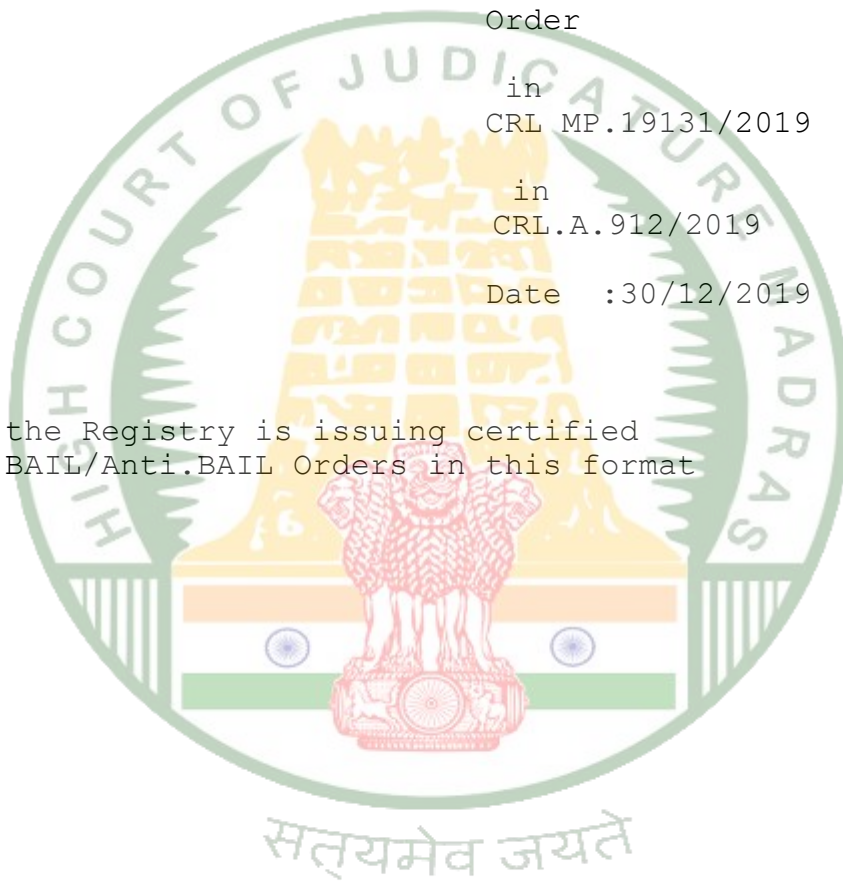 Order
in
CRL MP.19131/2019
in
CRL.A.912/2019
Date :30/12/2019
the Registry is issuing certified
BAIL/Anti.BAIL Orders in this format
HIGH COURT OF JUDICATURE MADRAS
सत्यमेव जयते